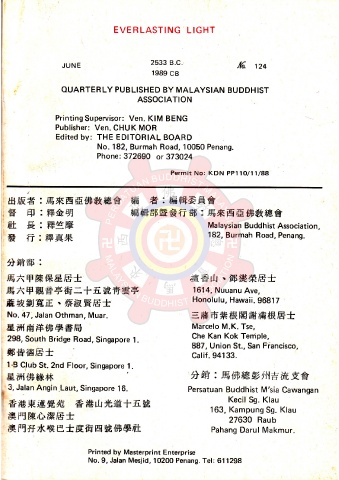 EVERLASTING LIGHT
JUNE
2533 B.C.
1989 CB
№ 124
QUARTERLY PUBLISHED BY MALAYSIAN BUDDHIST
ASSOCIATION
Printing Supervisor: Ven. KIM BENG
Publisher: Ven. CHUK MOR
Edited by: THE EDITORIAL BOARD
No. 182, Burmah Road, 10050 Penang.
Phone: 372690 or 373024
Permit No: KDN PP110/11/88
出版者：馬來西亞佛教總會
督 印：釋金明
社 長：釋竺摩
發 行：釋真果
編 者：編輯委員會
編輯部暨發行部：馬來西亞佛教總會
Malaysian Buddhist Association,
182, Burmah Road, Penang.
分銷部：
馬六甲陳保星居士
馬六甲觀音亭街二十五號青雲亭
蔴坡劉寬正、蔡淑賢居士
No. 47, Jalan Othman, Muar.
星洲南洋佛學書局
298, South Bridge Road, Singapore 1.
鄭 居士
1-B Club St. 2nd Floor, Singapore 1.
星洲佛緣林
3, Jalan Angin Laut, Singapore 18.
香港東蓮覺苑 香港山光道十五號
澳門陳心潔居士
澳門 水喉巴士度街四號佛學社
檀香山、鄧 榮居士
1614, Nuuanu Ave,
Honolulu, Hawaii. 96817
三藩市紫根閣謝 根居士
Marcelo M.K. Tse,
Che Kan Kok Temple,
887, Union St., San Francisco,
Calif. 94133.
分銷：馬佛總彭州吉流支會
Persatuan Buddhist M'sia Cawangan
Kecil Sg. Klau
163, Kampung Sg. Klau
27630 Raub
Pahang Darul Makmur.
Printed by Masterprint Enterprise
No. 9, Jalan Mesjid, 10200 Penang. Tel: 611298